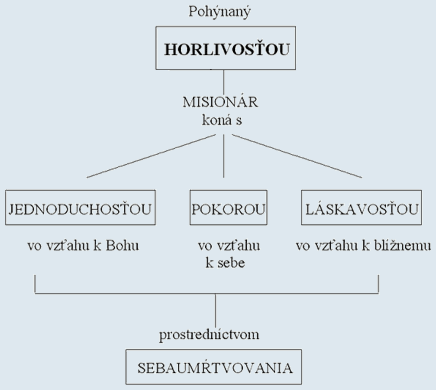 Pohýnaný
HORLIVOSŤOU
MISIONÁR
koná s
JEDNODUCHOSŤOU
POKOROU
LÁSKAVOSŤOU
vo vzťahu k Bohu
vo vzťahu
k sebe
vo vzťahu k blížnemu
prostredníctvom
SEBAUMŔTVOVANIA